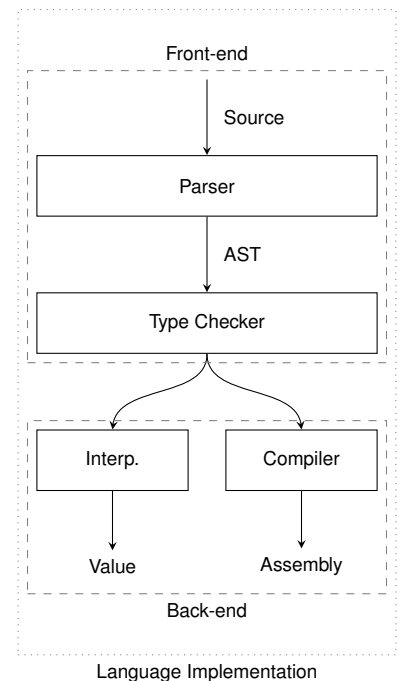 Front-end
Source
Parser
AST
Type Checker
Interp.
Compiler
Value
Assembly
Back-end
Language Implementation